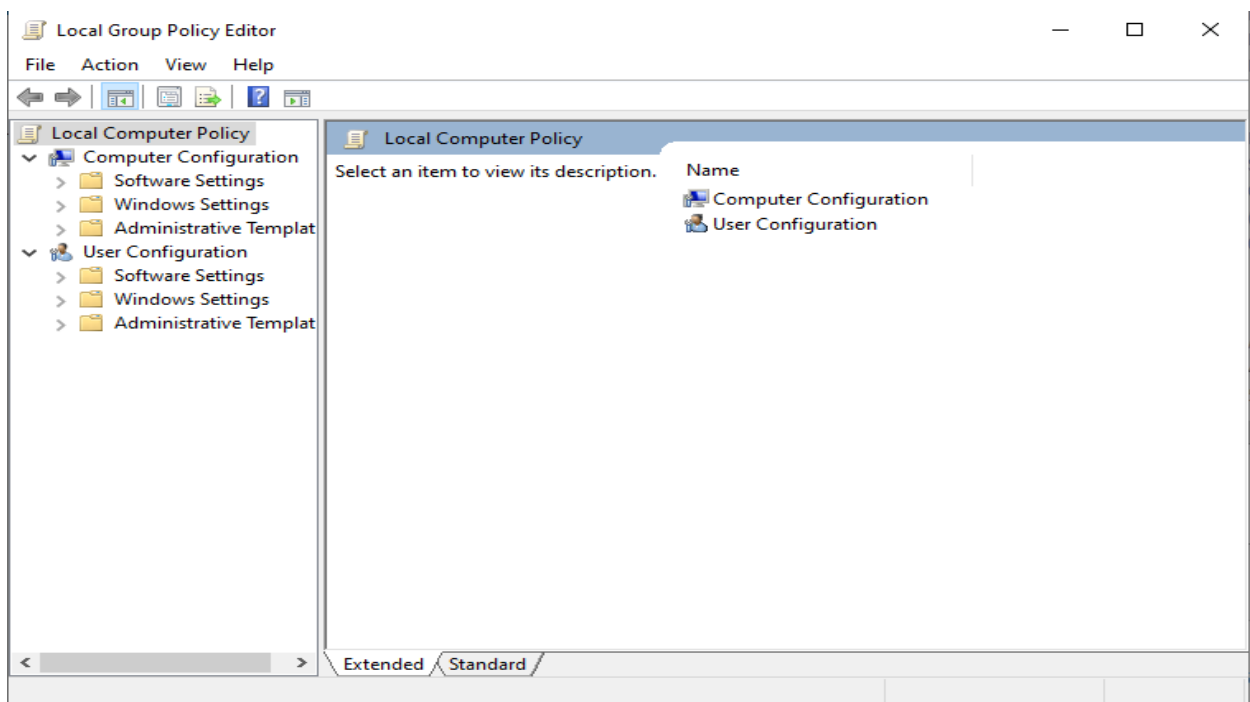 Local Group Policy Editor
File Action View Help
Local Computer Policy
Computer Configuration
Software Settings
Windows Settings
Administrative Templat
User Configuration
Software Settings
Windows Settings
Administrative Templat
Local Computer Policy
Select an item to view its description.
Name
Computer Configuration
User Configuration
Extended Standard